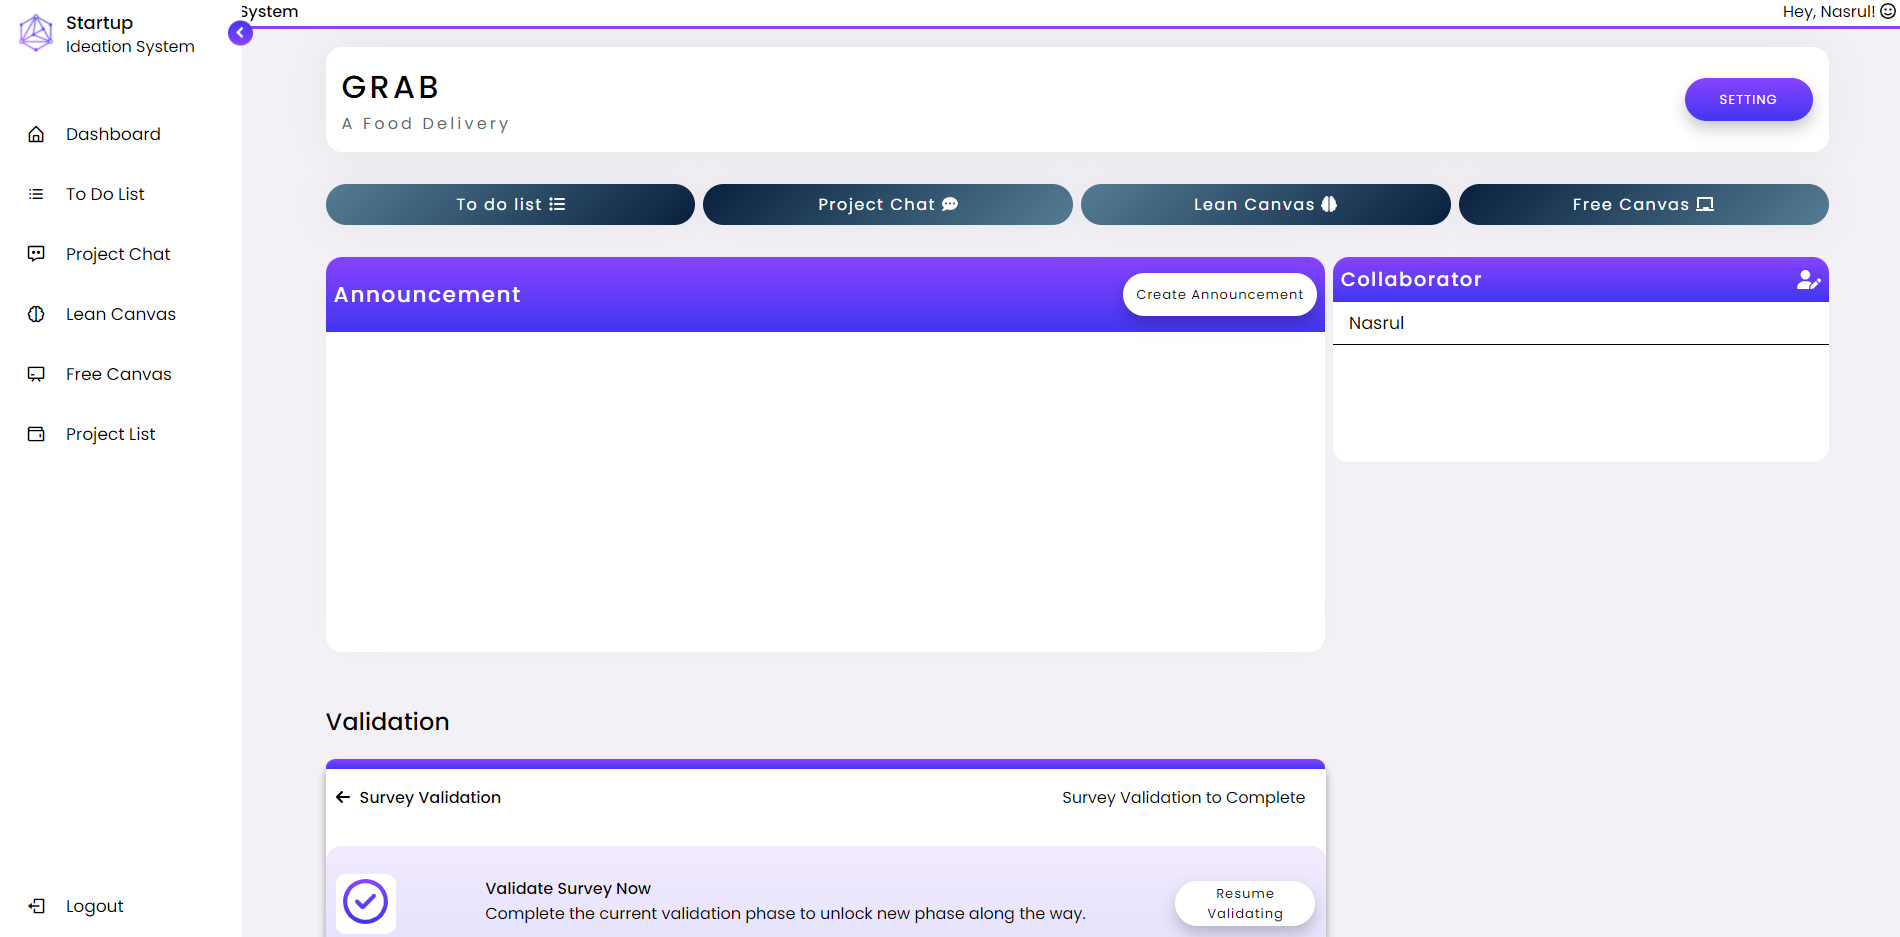 Startup
Ideation System
Dashboard
To Do List
Project Chat
Lean Canvas
Free Canvas
Project List
Logout
System
Hey, Nasrul!
GRAB
A Food Delivery
SETTING
To do list
Project Chat
Lean Canvas
Free Canvas
Announcement
Create Announcement
Collaborator
Nasrul
Validation
Survey Validation
Survey Validation to Complete
Validate Survey Now
Complete the current validation phase to unlock new phase along the way.
Resume
Validating